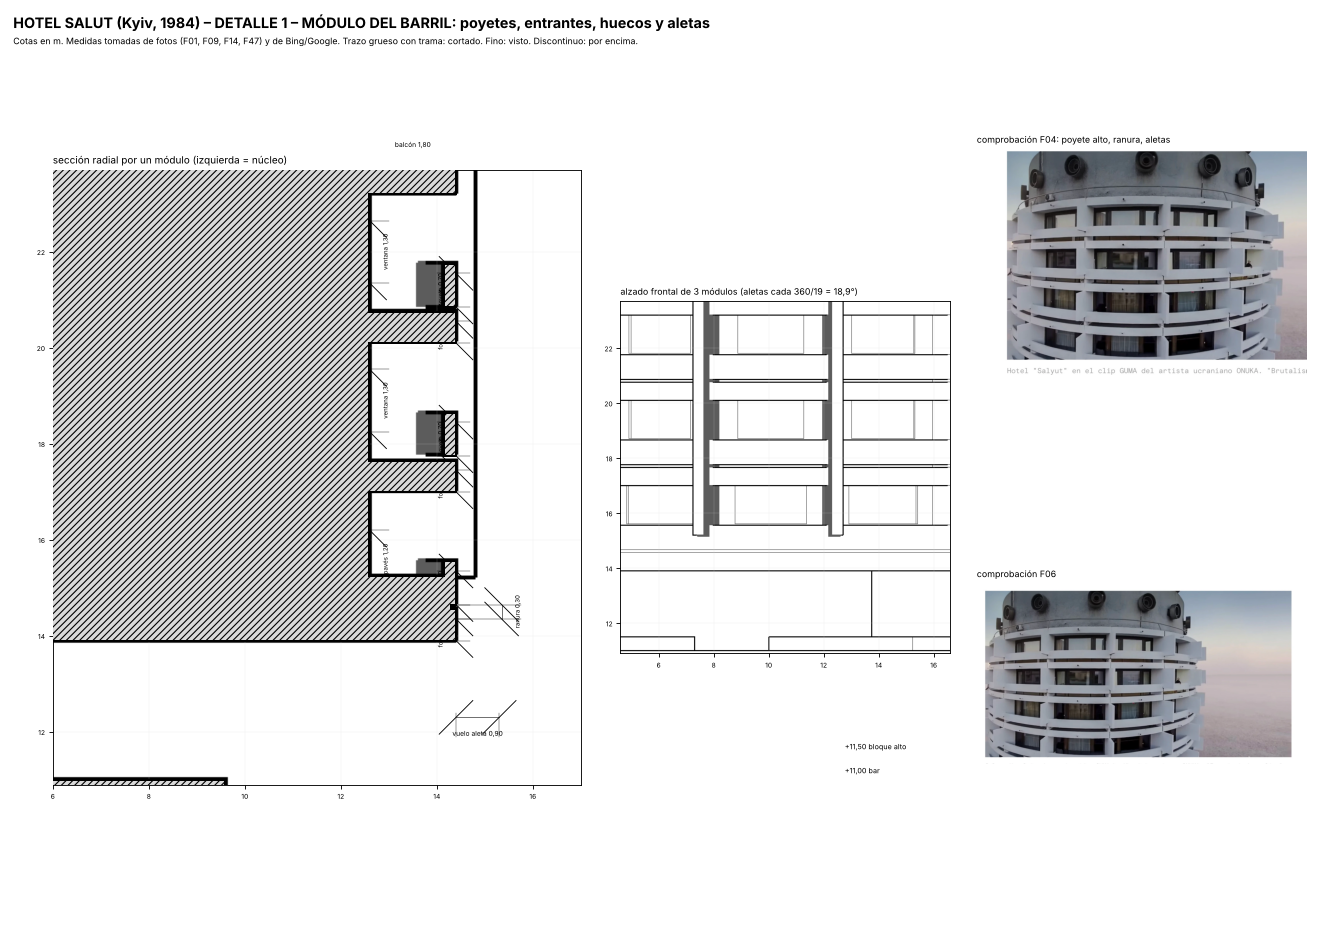 HOTEL SALUT (Kyiv, 1984) – DETALLE 1 – MÓDULO DEL BARRIL: poyetes, entrantes, huecos y aletas
Cotas en m. Medidas tomadas de fotos (F01, F09, F14, F47) y de Bing/Google. Trazo grueso con trama: cortado. Fino: visto. Discontinuo: por encima.
balcón 1,80
sección radial por un módulo (izquierda = núcleo)
22
20
18
16
14
12
6
8
10
12
14
16
ventana 1,30
ventana 1,30
fo
fo
fo
ranura 0,30
vuelo aleta 0,90
alzado frontal de 3 módulos (aletas cada 360/19 = 18,9°)
22
20
18
16
14
12
6
8
10
12
14
16
+11,50 bloque alto
+11,00 bar
comprobación F04: poyete alto, ranura, aletas
Hotel "Salyut" en el clip GUMA del artista ucraniano ONUKA. "Brutalis
comprobación F06